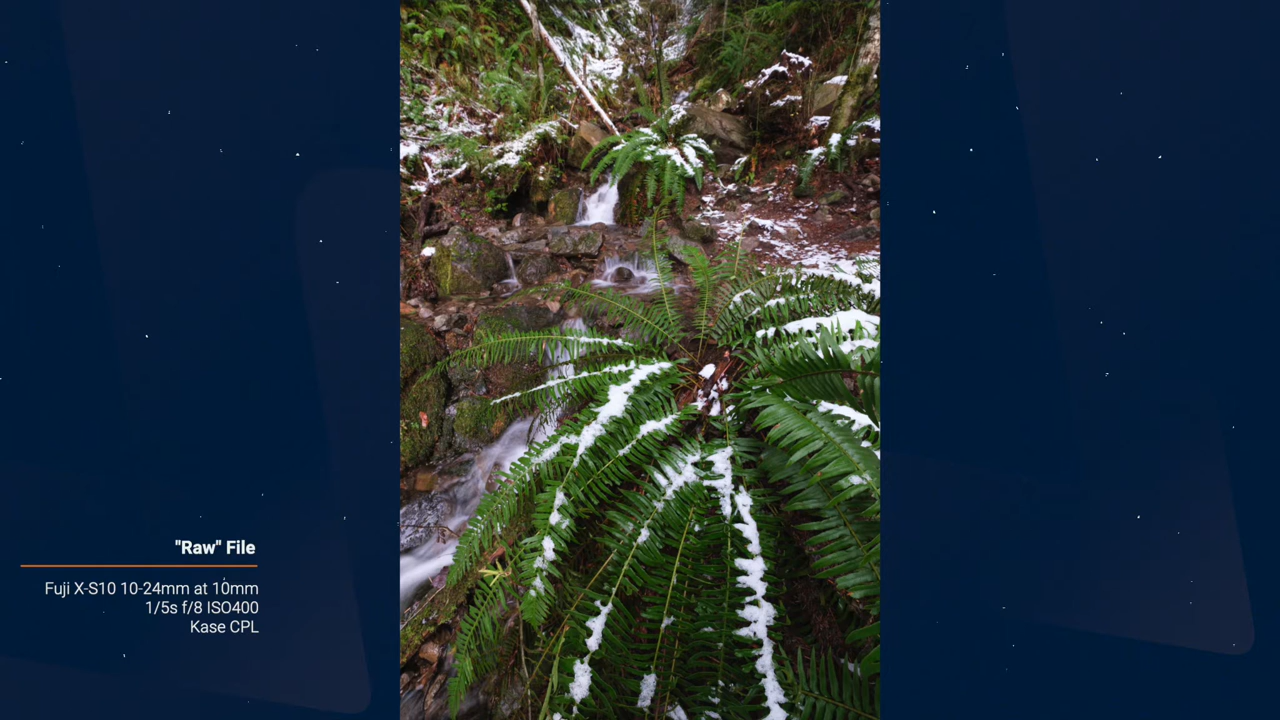 "Raw" File
Fuji X-S10 10-24mm at 10mm
1/5s f/8 ISO400
Kase CPL